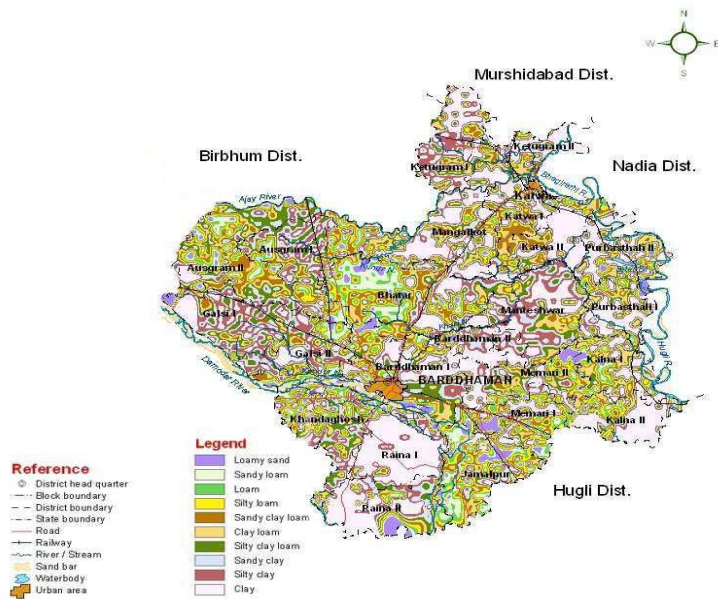 N
W
E
S
Murshidabad Dist.
Birbhum Dist.
Nadia Dist.
Hugli Dist.
Ketugram II
Ketugram I
Bhagirathi R.
Katwa
Katwa I
Katwa II
Mangalkot
Purbasthali II
Purbasthali I
Ajay River
Ausgram I
Ausgram II
Bhatar
Manteshwar
Galsi I
Galsi II
Barddhaman II
Barddhaman I
BARDDHAMAN
Kalna I
Hugli R.
Memari II
Memari I
Kalna II
Damodar River
Khandaghosh
Raina I
Jamalpur
Raina II
Legend
Loamy sand
Sandy loam
Loam
Silty loam
Sandy clay loam
Clay loam
Silty clay loam
Sandy clay
Silty clay
Clay
Reference
District head quarter
Block boundary
District boundary
State boundary
Road
Railway
River / Stream
Sand bar
Waterbody
Urban area